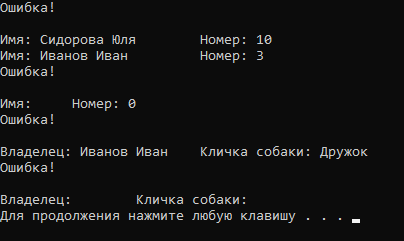 Ошибка!
Имя: Сидорова Юля Номер: 10
Имя: Иванов Иван Номер: 3
Ошибка!
Имя: Номер: 0
Ошибка!
Владелец: Иванов Иван Кличка собаки: Дружок
Ошибка!
Владелец: Кличка собаки:
Для продолжения нажмите любую клавишу . . .